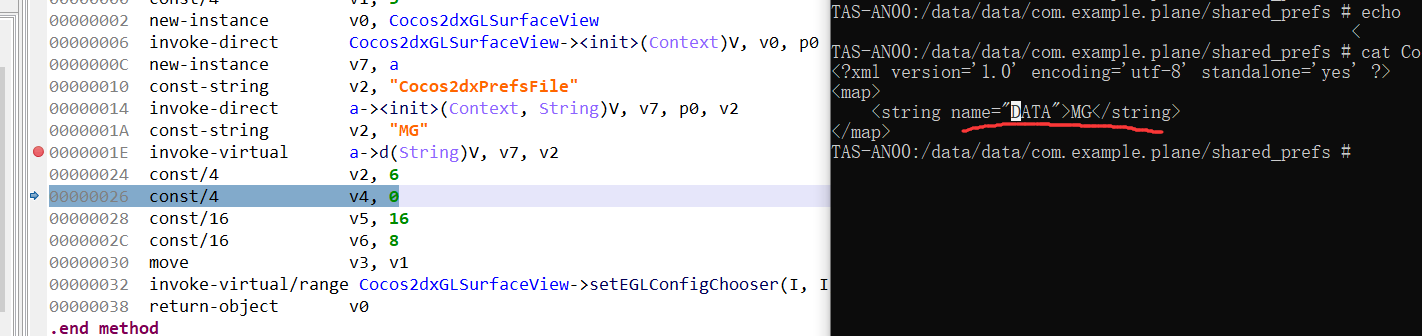 const/4 v1, 5
00000002 new-instance v0, Cocos2dxGLSurfaceView
00000006 invoke-direct Cocos2dxGLSurfaceView-><init>(Context)V, v0, p0
0000000C new-instance v7, a
00000010 const-string v2, "Cocos2dxPrefsFile"
00000014 invoke-direct a-><init>(Context, String)V, v7, p0, v2
0000001A const-string v2, "MG"
0000001E invoke-virtual a->d(String)V, v7, v2
00000024 const/4 v2, 6
00000026 const/4 v4, 0
00000028 const/16 v5, 16
0000002C const/16 v6, 8
00000030 move v3, v1
00000032 invoke-virtual/range Cocos2dxGLSurfaceView->setEGLConfigChooser(I, I
00000038 return-object v0
.end method
TAS-AN00:/data/data/com.example.plane/shared_prefs # echo
<
TAS-AN00:/data/data/com.example.plane/shared_prefs # cat Co
<?xml version='1.0' encoding='utf-8' standalone='yes' ?>
<map>
<string name="DATA">MG</string>
</map>
TAS-AN00:/data/data/com.example.plane/shared_prefs #